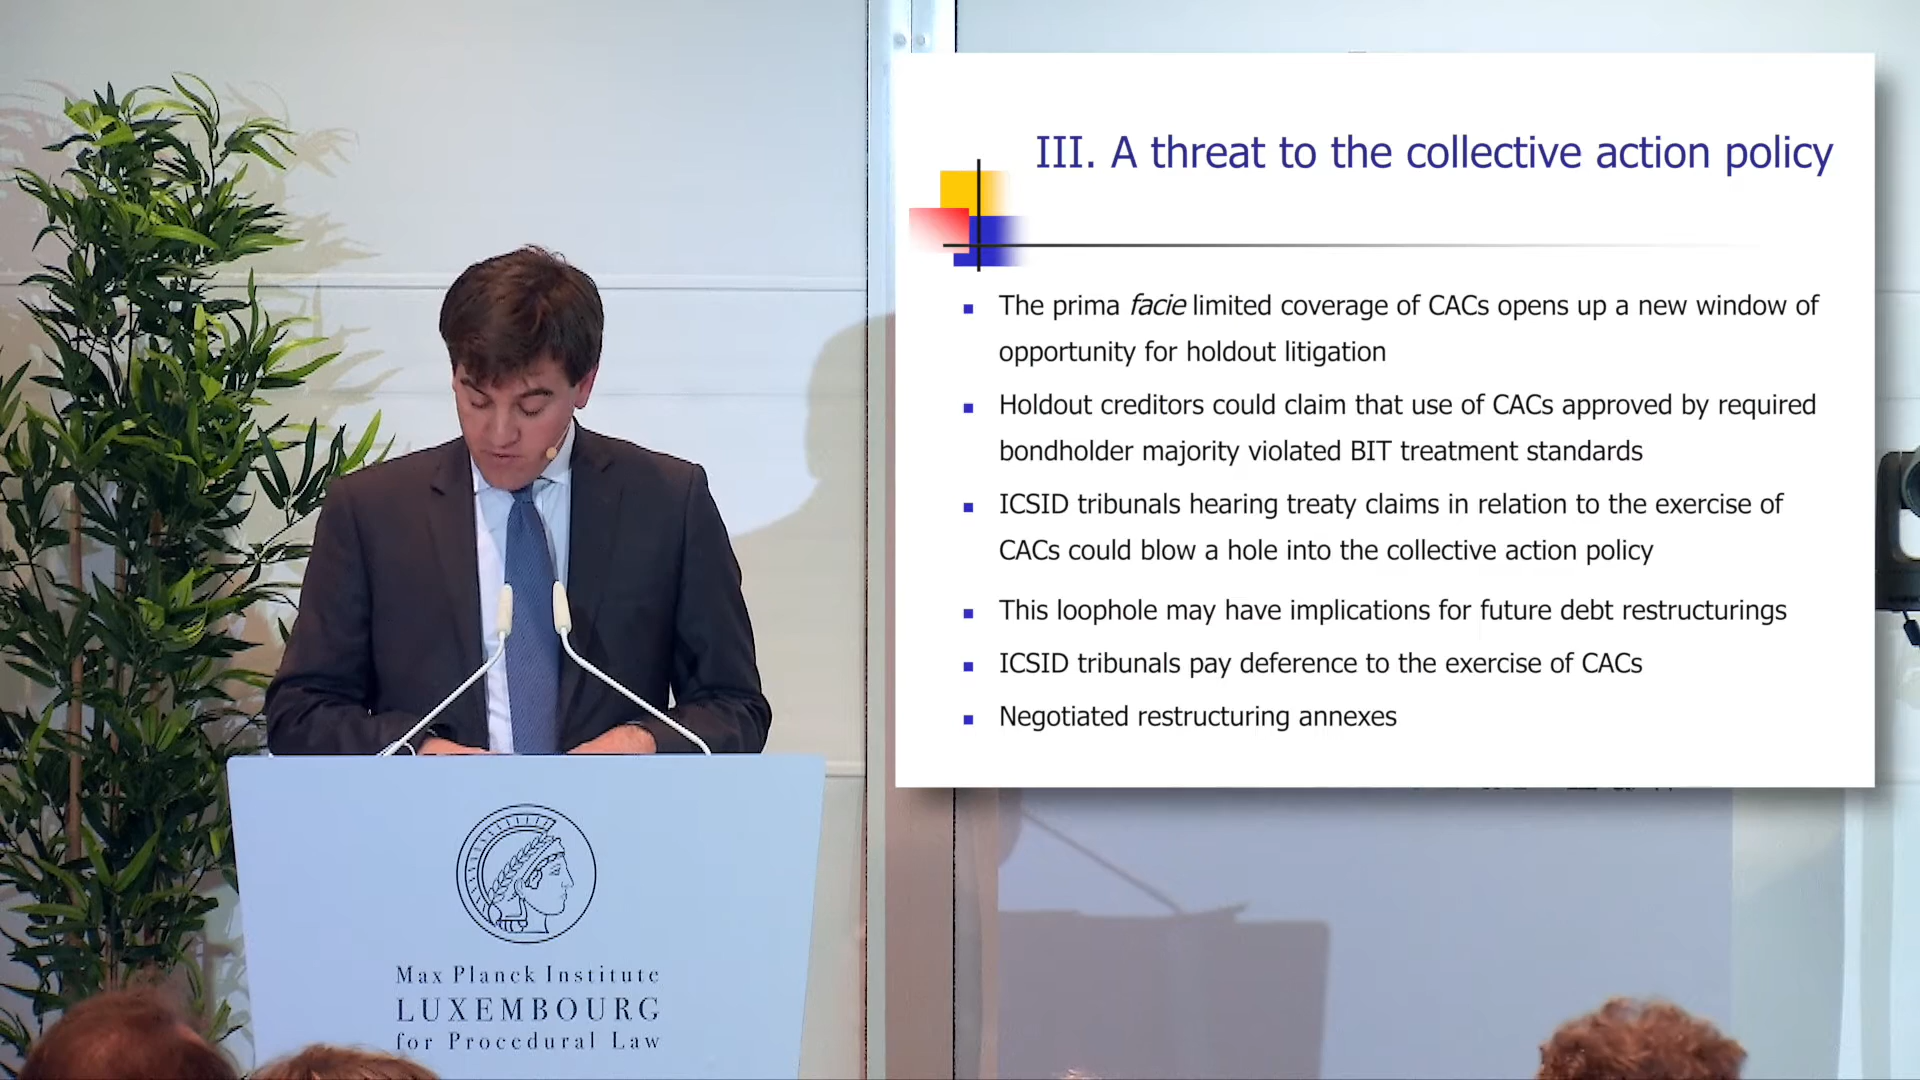 III. A threat to the collective action policy
The prima facie limited coverage of CACs opens up a new window of
opportunity for holdout litigation
Holdout creditors could claim that use of CACs approved by required
bondholder majority violated BIT treatment standards
ICSID tribunals hearing treaty claims in relation to the exercise of
CACs could blow a hole into the collective action policy
This loophole may have implications for future debt restructurings
ICSID tribunals pay deference to the exercise of CACs
Negotiated restructuring annexes
Max Planck Institute
LUXEMBOURG
for Procedural Law